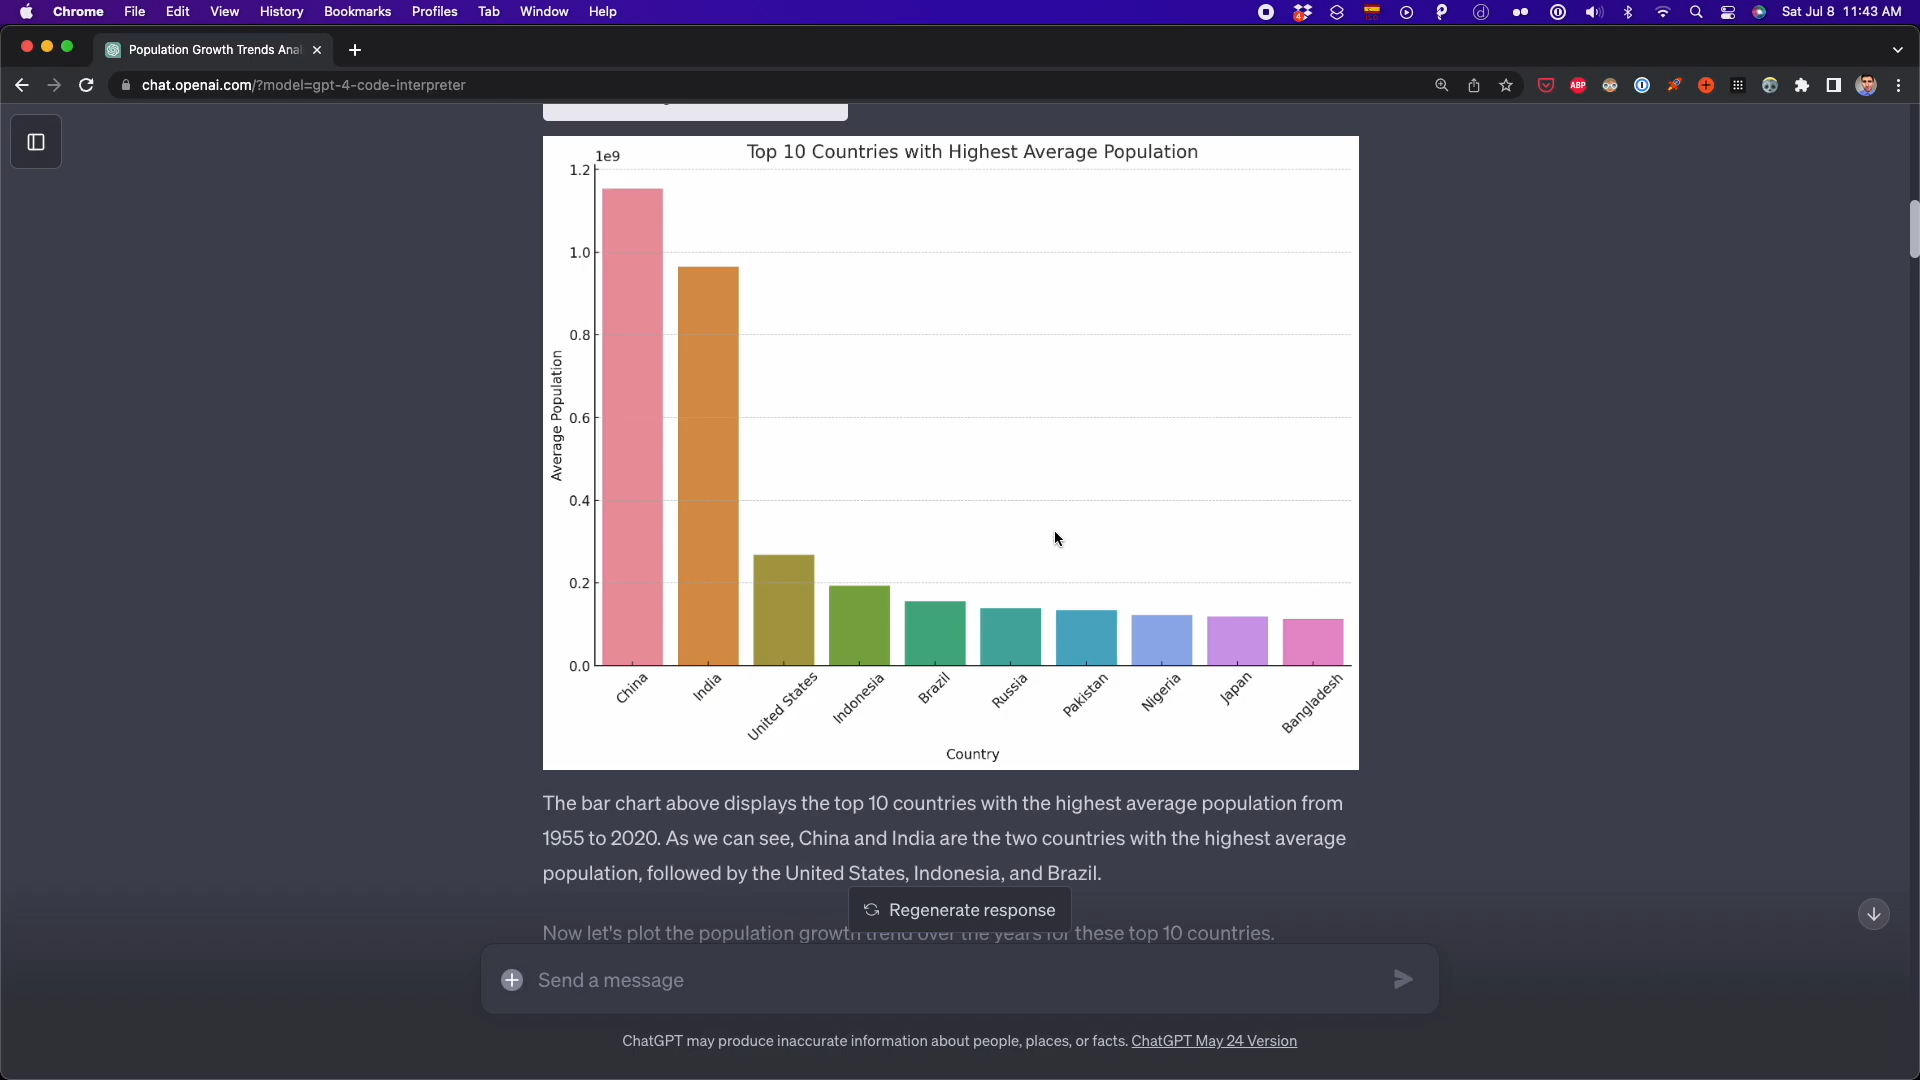 Chrome File Edit View History Bookmarks Profiles Tab Window Help Sat Jul 8 11:43 AM
Population Growth Trends Ana
chat.openai.com/?model=gpt-4-code-interpreter
ABP
Top 10 Countries with Highest Average Population
1e9
1.2
1.0
0.8
0.6
0.4
0.2
0.0
Average Population
China
India
United States
Indonesia
Brazil
Russia
Pakistan
Nigeria
Japan
Bangladesh
Country
The bar chart above displays the top 10 countries with the highest average population from
1955 to 2020. As we can see, China and India are the two countries with the highest average
population, followed by the United States, Indonesia, and Brazil.
Regenerate response
Now let's plot the population growth trend over the years for these top 10 countries.
Send a message
ChatGPT may produce inaccurate information about people, places, or facts. ChatGPT May 24 Version